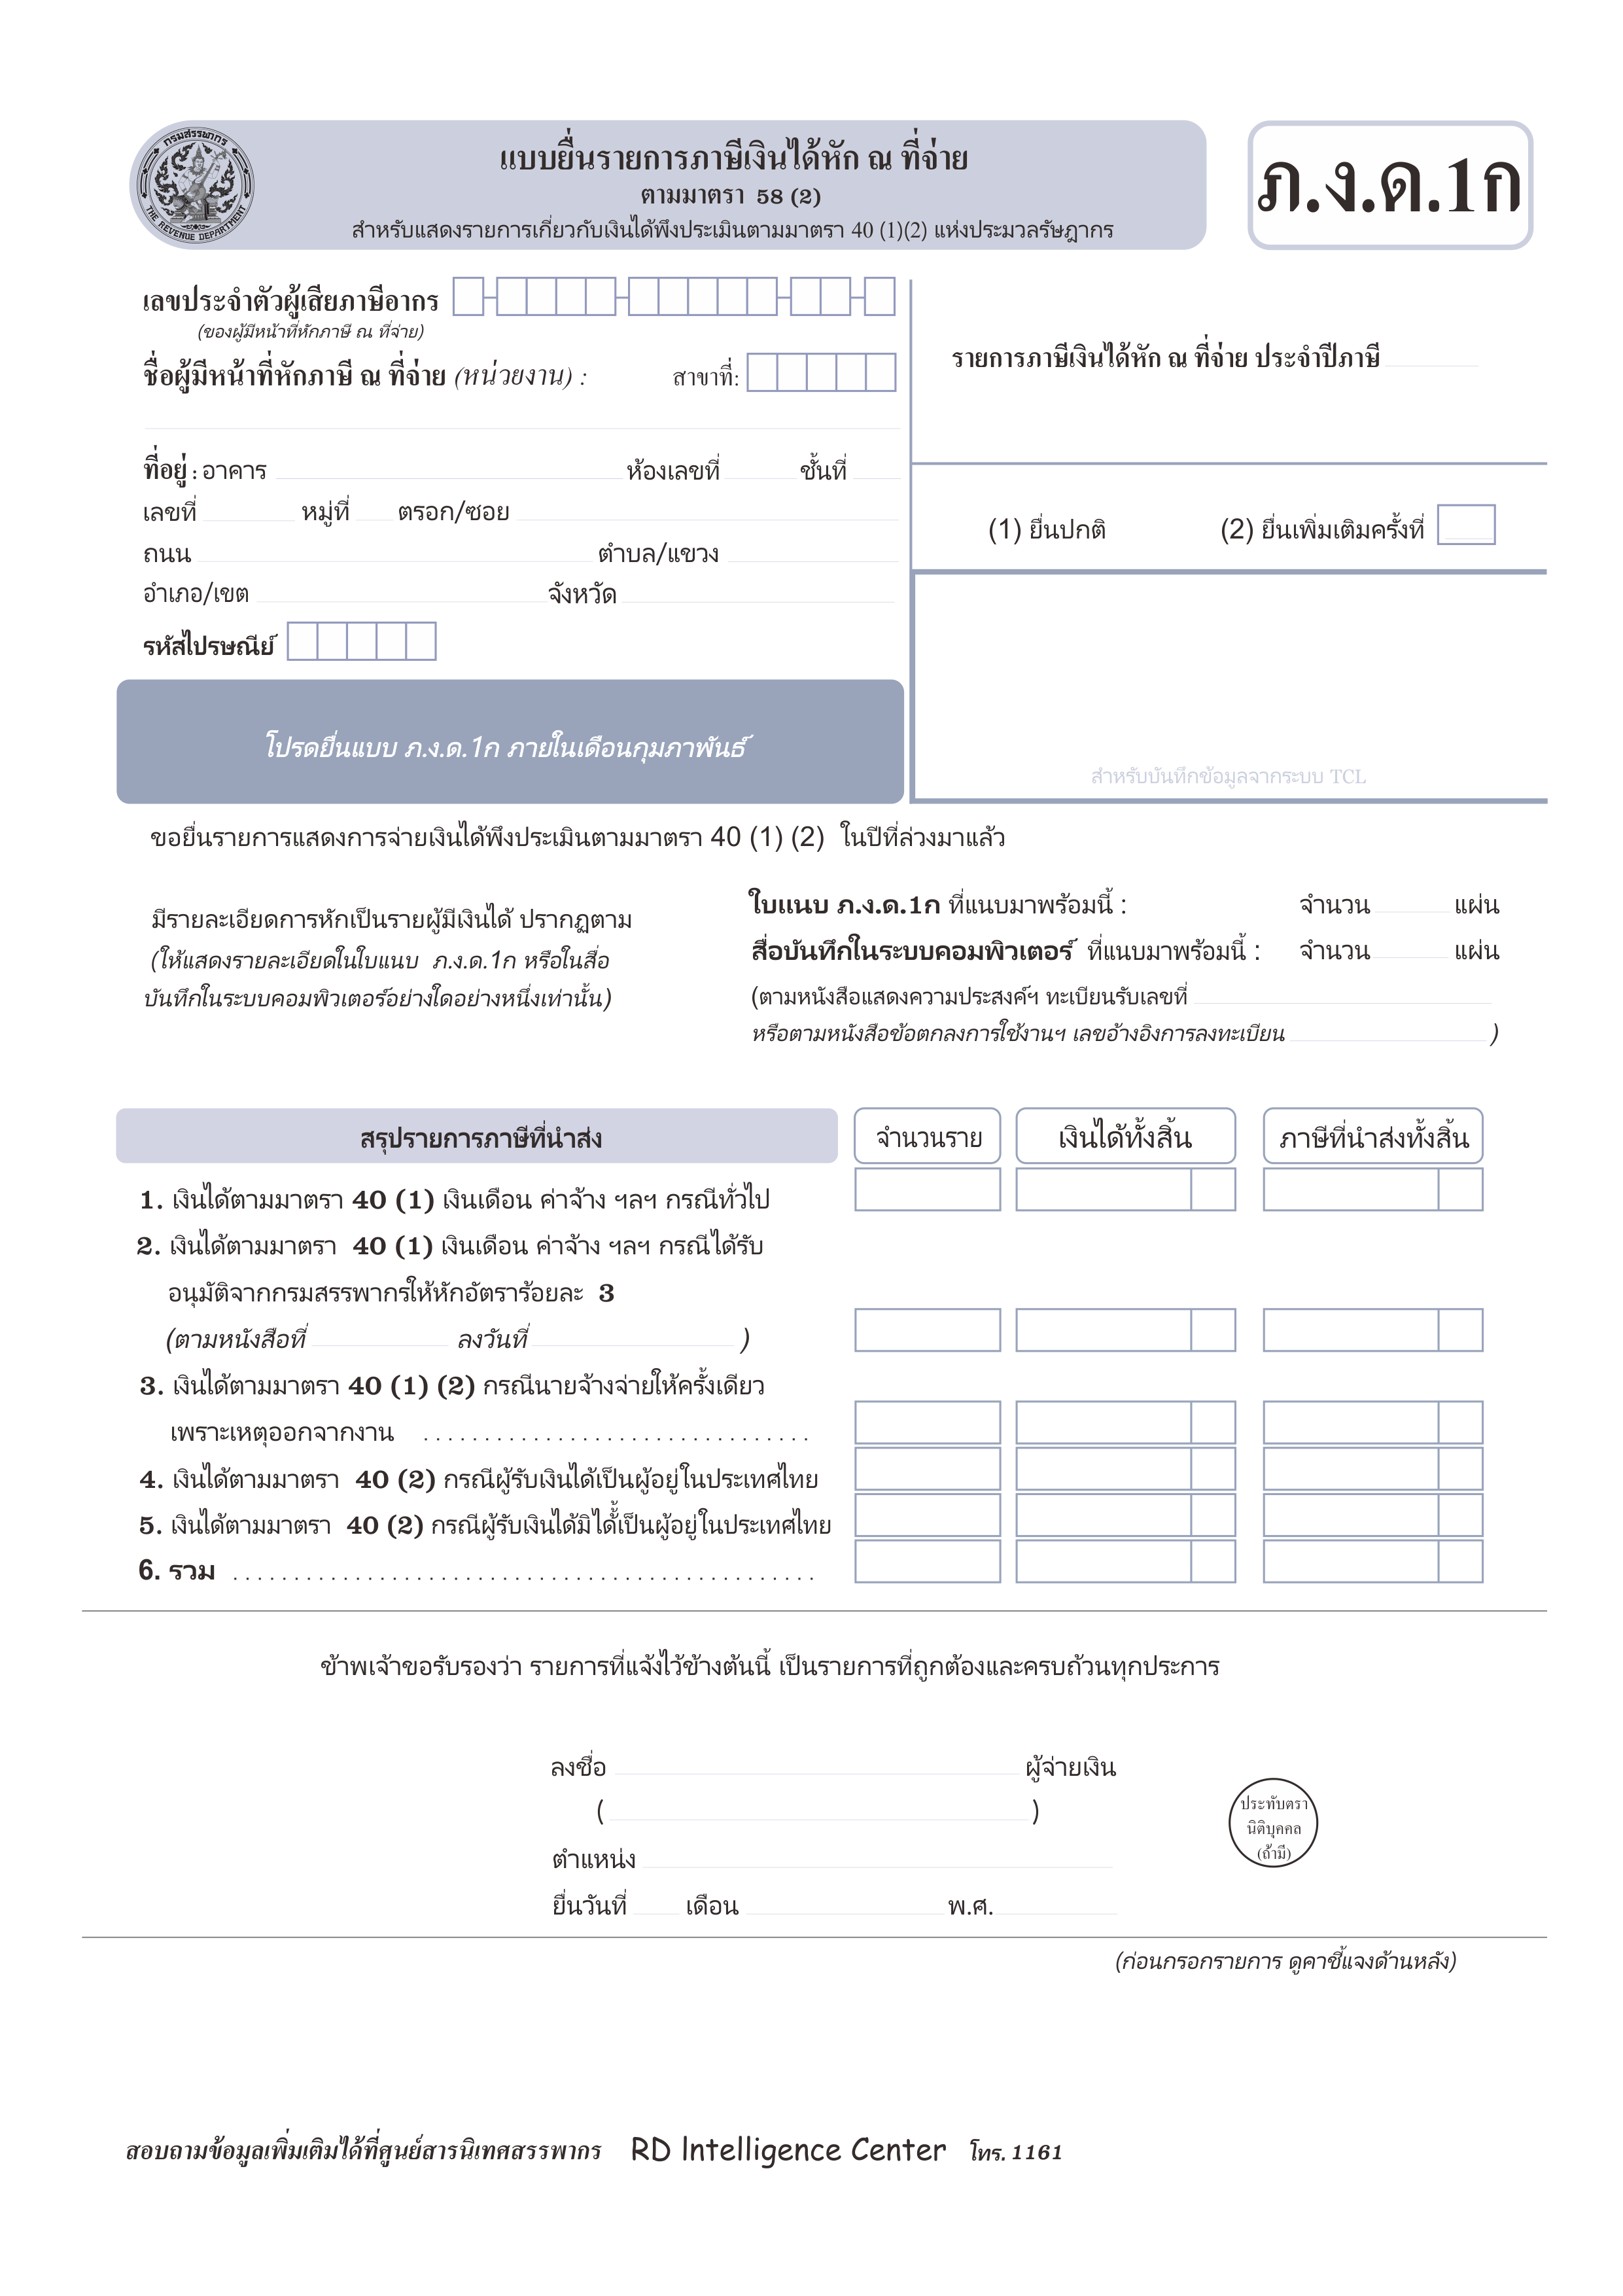 กรมสรรพากร
THE REVENUE DEPARTMENT
แบบยื่นรายการภาษีเงินได้หัก ณ ที่จ่าย
ตามมาตรา 58 (2)
สำหรับแสดงรายการเกี่ยวกับเงินได้พึงประเมินตามมาตรา 40 (1)(2) แห่งประมวลรัษฎากร
ภ.ง.ด.1ก
เลขประจำตัวผู้เสียภาษีอากร
(ของผู้มีหน้าที่หักภาษี ณ ที่จ่าย)
ชื่อผู้มีหน้าที่หักภาษี ณ ที่จ่าย (หน่วยงาน) : สาขาที่:
ที่อยู่ : อาคาร ห้องเลขที่ ชั้นที่
เลขที่ หมู่ที่ ตรอก/ซอย
ถนน ตำบล/แขวง
อำเภอ/เขต จังหวัด
รหัสไปรษณีย์
โปรดยื่นแบบ ภ.ง.ด.1ก ภายในเดือนกุมภาพันธ์
รายการภาษีเงินได้หัก ณ ที่จ่าย ประจำปีภาษี
(1) ยื่นปกติ (2) ยื่นเพิ่มเติมครั้งที่
สำหรับบันทึกข้อมูลจากระบบ TCL
ขอยื่นรายการแสดงการจ่ายเงินได้พึงประเมินตามมาตรา 40 (1) (2) ในปีที่ล่วงมาแล้ว
มีรายละเอียดการหักเป็นรายผู้มีเงินได้ ปรากฏตาม
(ให้แสดงรายละเอียดในใบแนบ ภ.ง.ด.1ก หรือในสื่อ
บันทึกในระบบคอมพิวเตอร์อย่างใดอย่างหนึ่งเท่านั้น)
ใบแนบ ภ.ง.ด.1ก ที่แนบมาพร้อมนี้ : จำนวน แผ่น
สื่อบันทึกในระบบคอมพิวเตอร์ ที่แนบมาพร้อมนี้ : จำนวน แผ่น
(ตามหนังสือแสดงความประสงค์ฯ ทะเบียนรับเลขที่
หรือตามหนังสือข้อตกลงการใช้งานฯ เลขอ้างอิงการลงทะเบียน )
สรุปรายการภาษีที่นำส่ง จำนวนราย เงินได้ทั้งสิ้น ภาษีที่นำส่งทั้งสิ้น
1. เงินได้ตามมาตรา 40 (1) เงินเดือน ค่าจ้าง ฯลฯ กรณีทั่วไป
2. เงินได้ตามมาตรา 40 (1) เงินเดือน ค่าจ้าง ฯลฯ กรณีได้รับ
อนุมัติจากกรมสรรพากรให้หักอัตราร้อยละ 3
(ตามหนังสือที่ ลงวันที่ )
3. เงินได้ตามมาตรา 40 (1) (2) กรณีนายจ้างจ่ายให้ครั้งเดียว
เพราะเหตุออกจากงาน . . . . . . . . . . . . . . . . . . . . . . . . . . . . . . . .
4. เงินได้ตามมาตรา 40 (2) กรณีผู้รับเงินได้เป็นผู้อยู่ในประเทศไทย
5. เงินได้ตามมาตรา 40 (2) กรณีผู้รับเงินได้มิได้้เป็นผู้อยู่ในประเทศไทย
6. รวม . . . . . . . . . . . . . . . . . . . . . . . . . . . . . . . . . . . . . . . . . . . . . . . .
ข้าพเจ้าขอรับรองว่า รายการที่แจ้งไว้ข้างต้นนี้ เป็นรายการที่ถูกต้องและครบถ้วนทุกประการ
ลงชื่อ ผู้จ่ายเงิน
( )
ตำแหน่ง
ยื่นวันที่ เดือน พ.ศ.
ประทับตรา
นิติบุคคล
(ถ้ามี)
(ก่อนกรอกรายการ ดูคาชี้แจงด้านหลัง)
สอบถามข้อมูลเพิ่มเติมได้ที่ศูนย์สารนิเทศสรรพากร RD Intelligence Center โทร. 1161